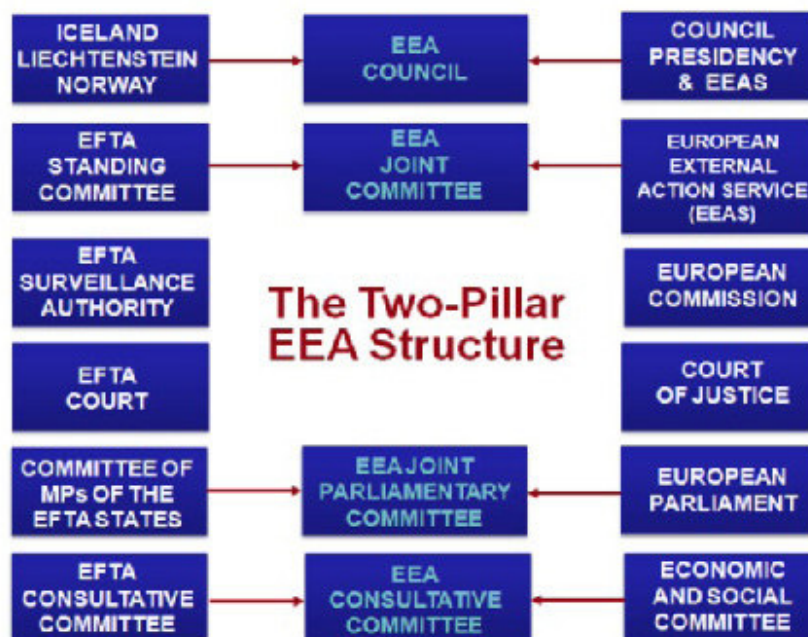 ICELAND
LIECHTENSTEIN
NORWAY
EEA
COUNCIL
COUNCIL
PRESIDENCY
& EEAS
EFTA
STANDING
COMMITTEE
EEA
JOINT
COMMITTEE
EUROPEAN
EXTERNAL
ACTION SERVICE
(EEAS)
EFTA
SURVEILLANCE
AUTHORITY
EUROPEAN
COMMISSION
The Two-Pillar
EEA Structure
EFTA
COURT
COURT
OF JUSTICE
COMMITTEE OF
MPs OF THE
EFTA STATES
EEA JOINT
PARLIAMENTARY
COMMITTEE
EUROPEAN
PARLIAMENT
EFTA
CONSULTATIVE
COMMITTEE
EEA
CONSULTATIVE
COMMITTEE
ECONOMIC
AND SOCIAL
COMMITTEE